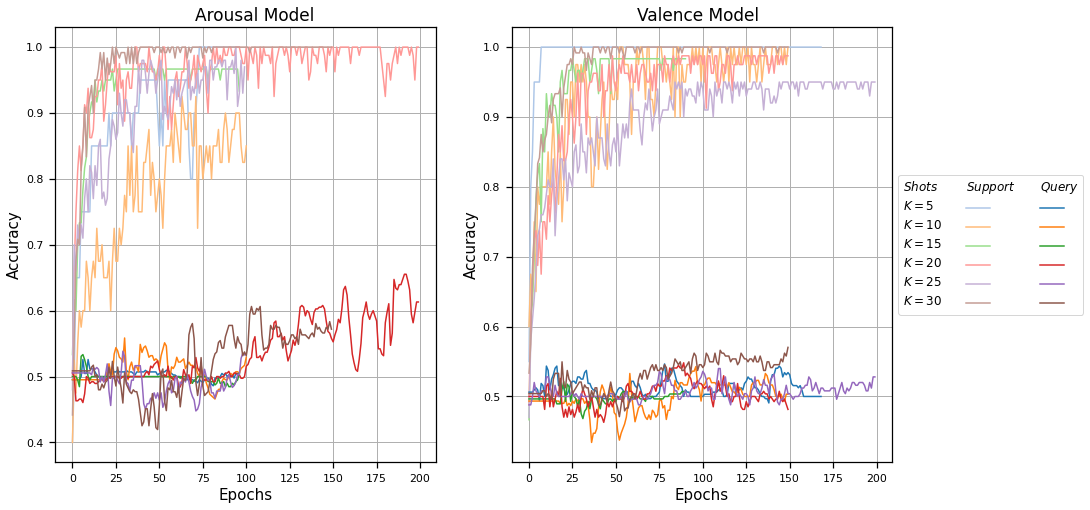 Arousal Model
1.0
0.9
0.8
0.7
0.6
0.5
0.4
Accuracy
0 25 50 75 100 125 150 175 200
Epochs
Valence Model
1.0
0.9
0.8
0.7
0.6
0.5
Accuracy
0 25 50 75 100 125 150 175 200
Epochs
Shots Support Query
K = 5
K = 10
K = 15
K = 20
K = 25
K = 30